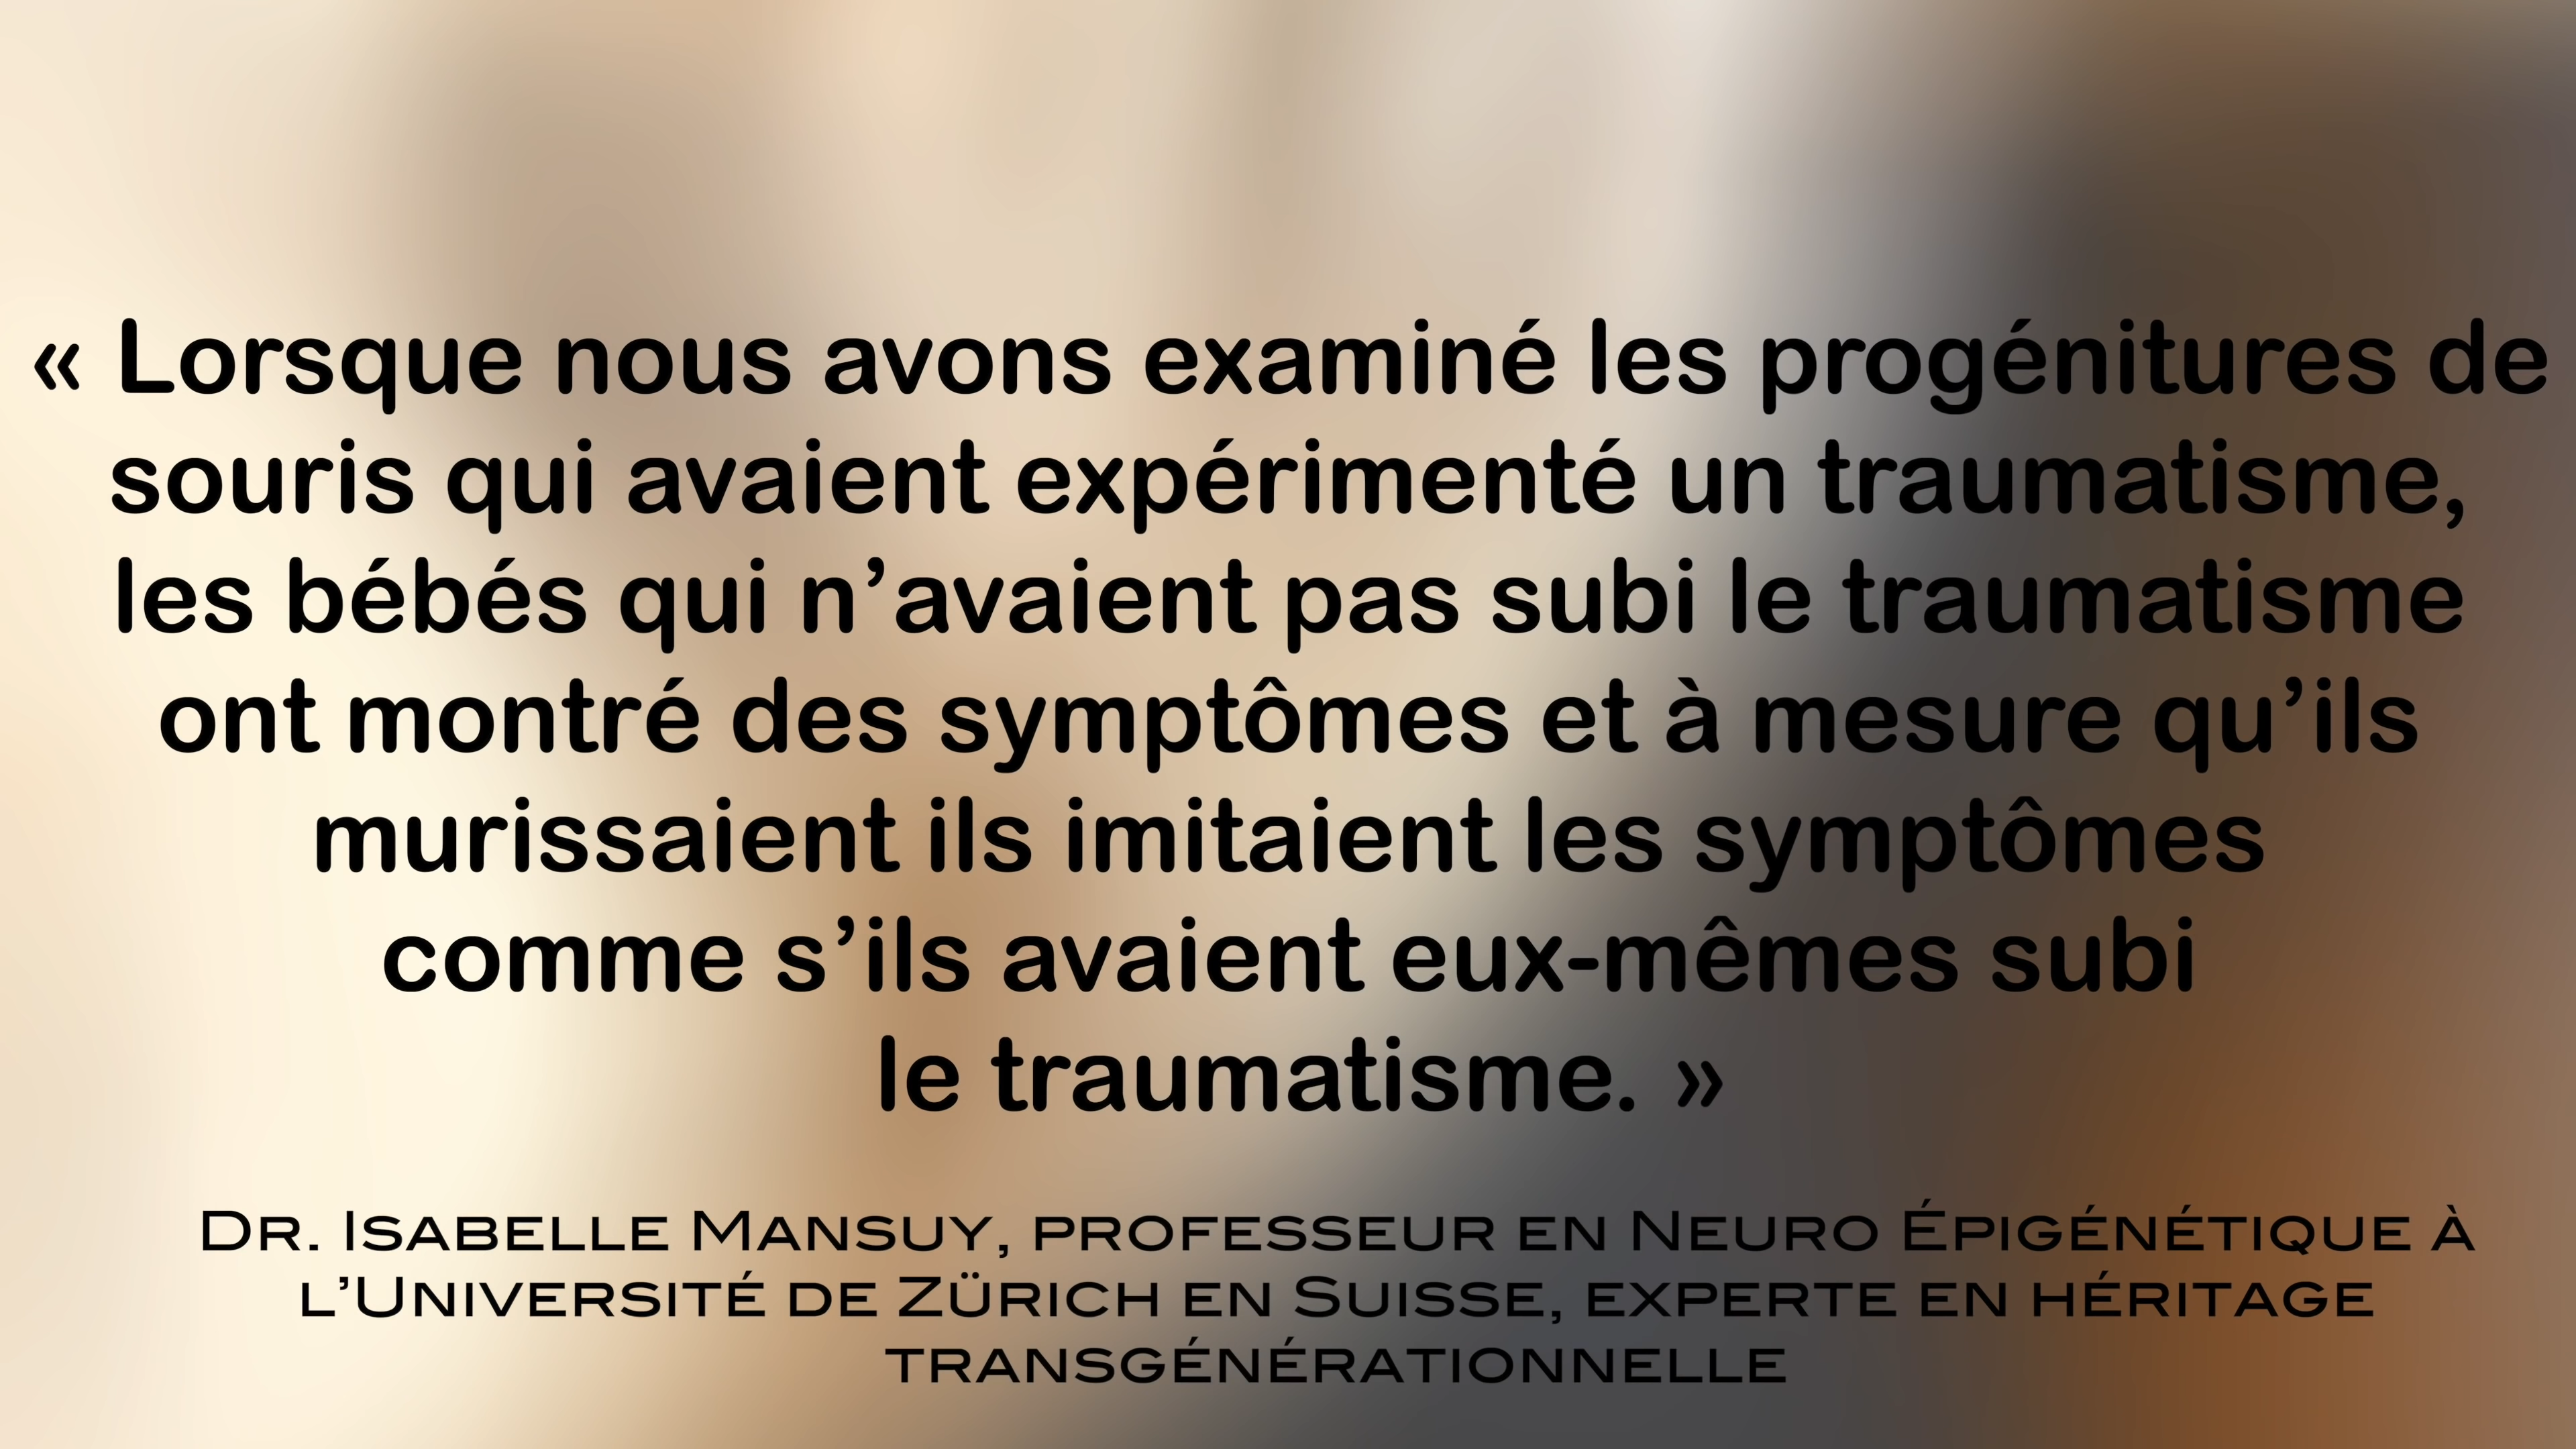 « Lorsque nous avons examiné les progénitures de
souris qui avaient expérimenté un traumatisme,
les bébés qui n’avaient pas subi le traumatisme
ont montré des symptômes et à mesure qu’ils
murissaient ils imitaient les symptômes
comme s’ils avaient eux-mêmes subi
le traumatisme. »
Dr. Isabelle Mansuy, professeur en Neuro Épigénétique à
l’Université de Zürich en Suisse, experte en héritage
transgénérationnelle